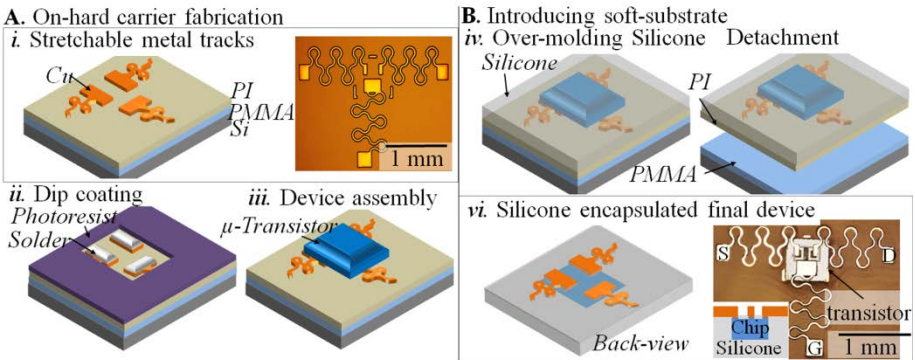 A. On-hard carrier fabrication
i. Stretchable metal tracks
Cu
PI
PMMA
Si
1 mm
ii. Dip coating
Photoresist
Solder
iii. Device assembly
μ-Transistor
B. Introducing soft-substrate
iv. Over-molding Silicone Detachment
Silicone
PI
PMMA
vi. Silicone encapsulated final device
Back-view
S
D
transistor
Chip
Silicone
G
1 mm